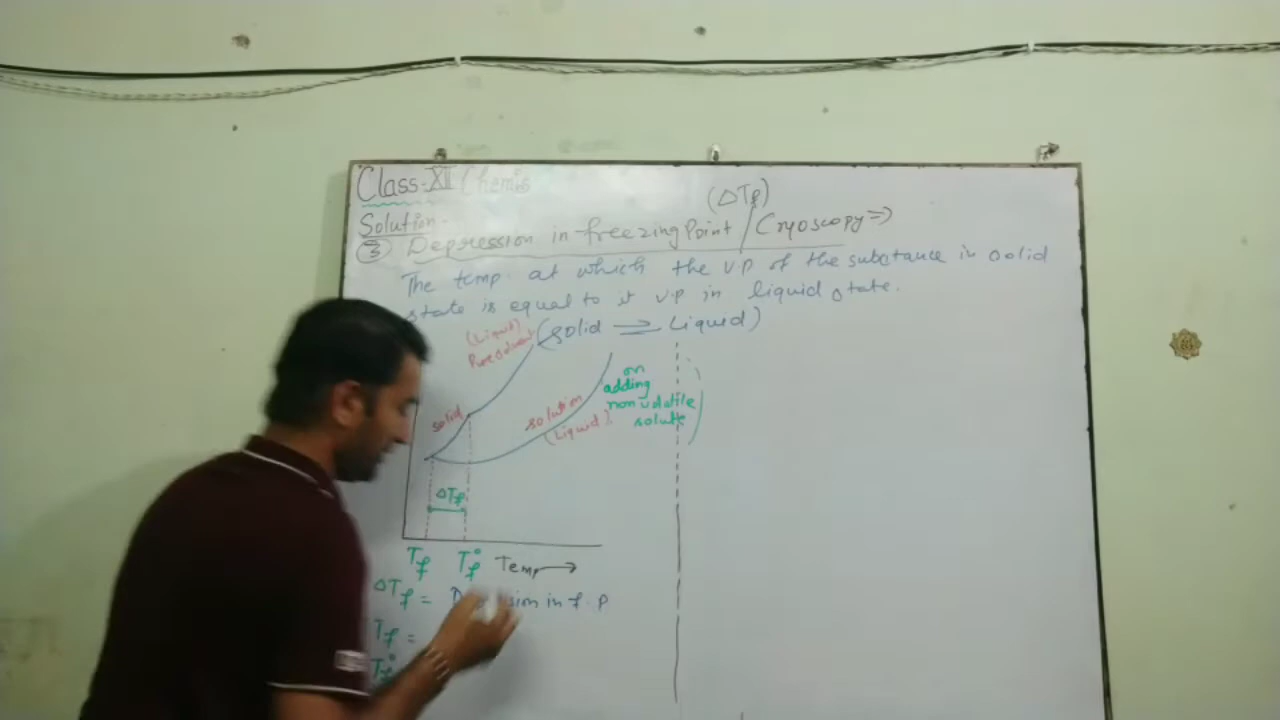 Class-XII Chemis
Solution-
(ΔTf)
③ Depression in freezing Point / Cryoscopy ⇒
The temp. at which the V.P of the substance in solid
state is equal to it V.P in liquid state.
(solid ⇌ Liquid)
(Liquid)
Pure solvent
solid
solution
(Liquid)
on
adding
non volatile
solute
ΔTf
Tf Tf° Temp →
ΔTf = Depression in f.p
Tf =
Tf°